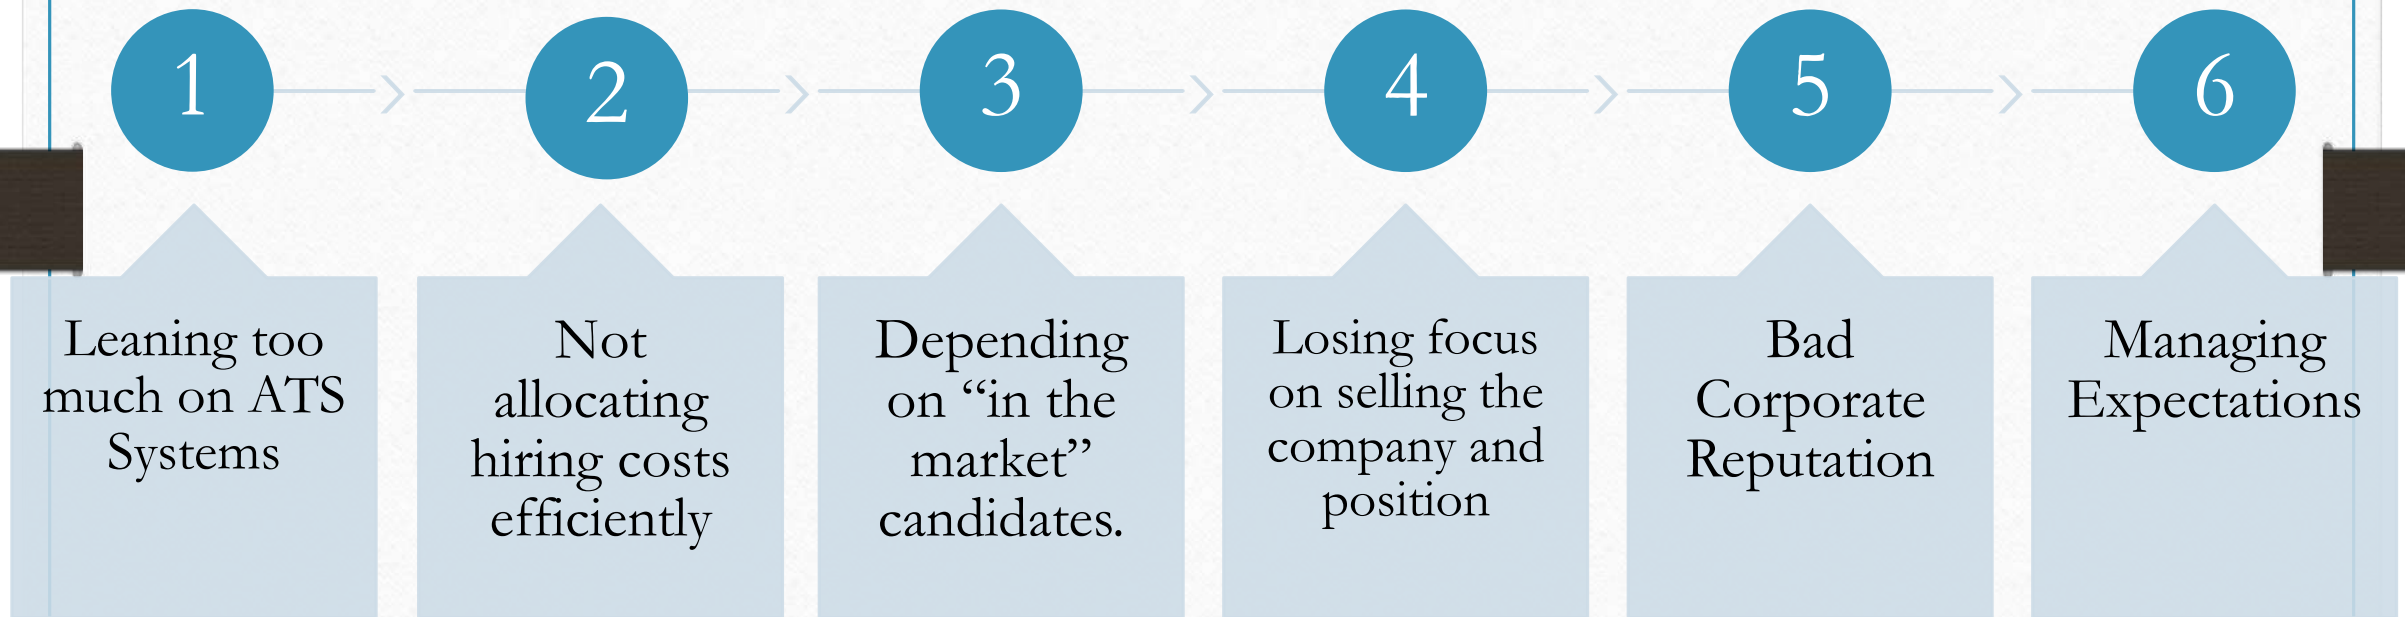 1
2
3
4
5
6
Leaning too
much on ATS
Systems
Not
allocating
hiring costs
efficiently
Depending
on “in the
market”
candidates.
Losing focus
on selling the
company and
position
Bad
Corporate
Reputation
Managing
Expectations